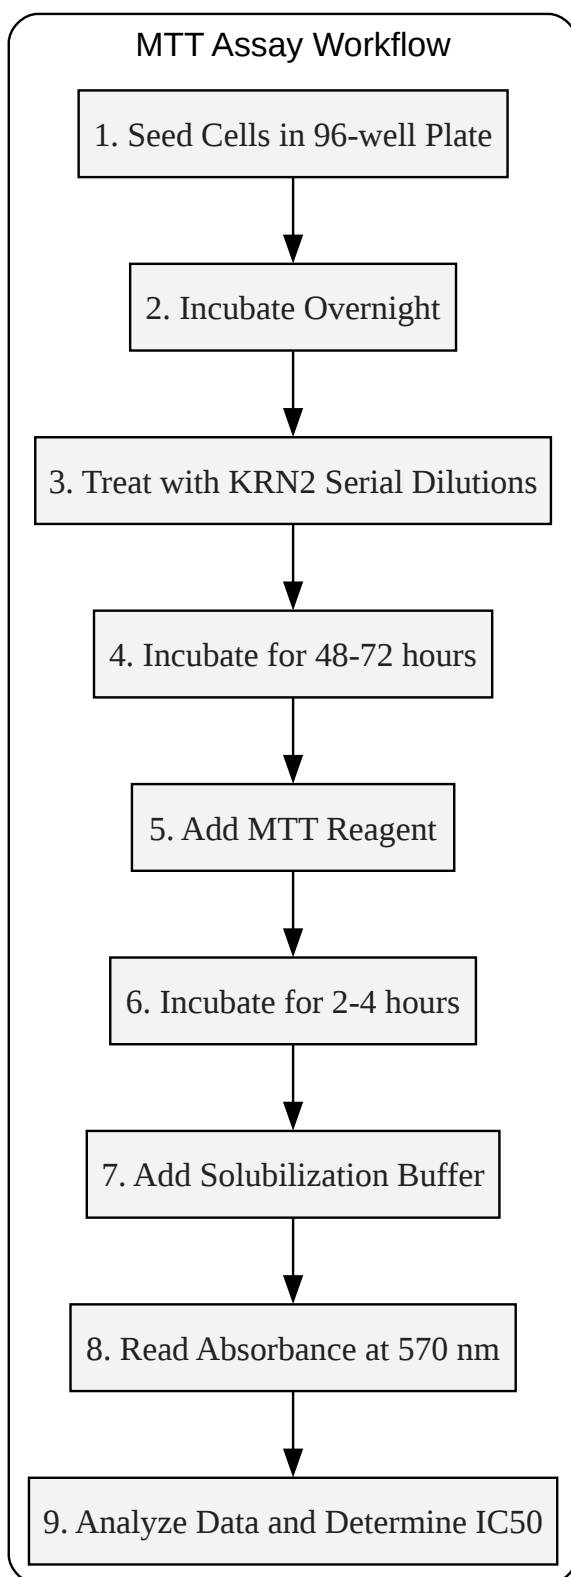 MTT Assay Workflow
1. Seed Cells in 96-well Plate
2. Incubate Overnight
3. Treat with KRN2 Serial Dilutions
4. Incubate for 48-72 hours
5. Add MTT Reagent
6. Incubate for 2-4 hours
7. Add Solubilization Buffer
8. Read Absorbance at 570 nm
9. Analyze Data and Determine IC50